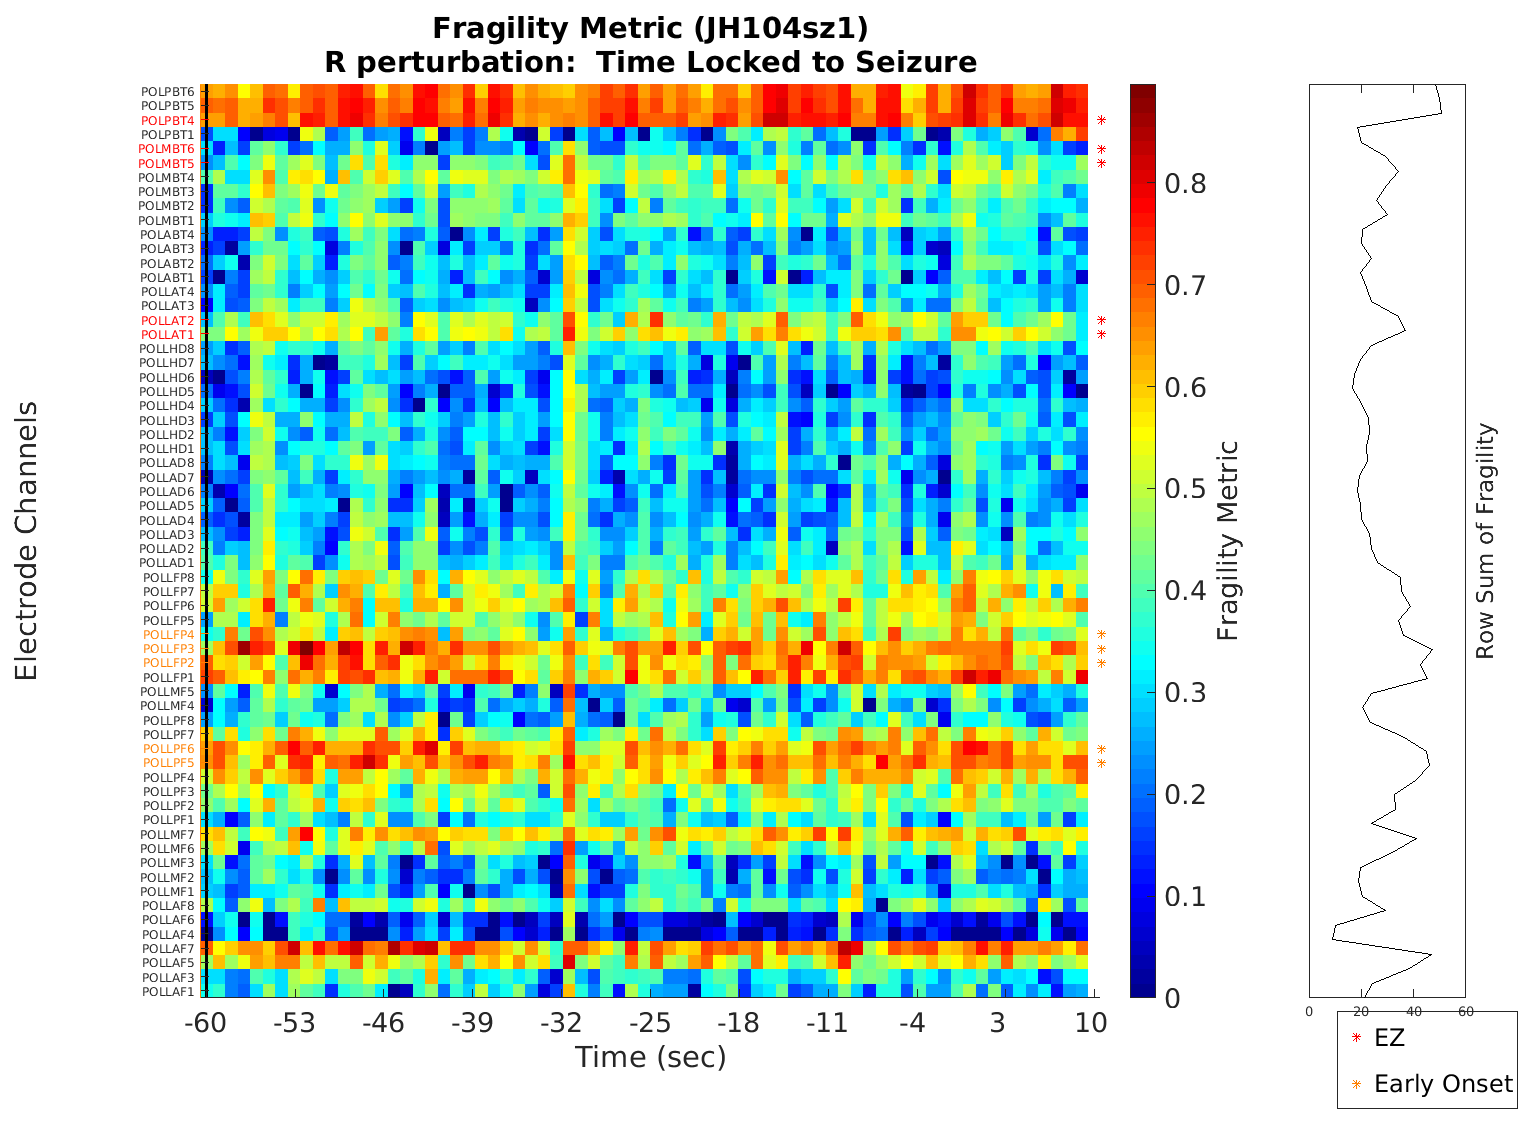 Fragility Metric (JH104sz1)
R perturbation:  Time Locked to Seizure
Electrode Channels
POLPBT6
POLPBT5
POLPBT4
POLPBT1
POLMBT6
POLMBT5
POLMBT4
POLMBT3
POLMBT2
POLMBT1
POLABT4
POLABT3
POLABT2
POLABT1
POLLAT4
POLLAT3
POLLAT2
POLLAT1
POLLHD8
POLLHD7
POLLHD6
POLLHD5
POLLHD4
POLLHD3
POLLHD2
POLLHD1
POLLAD8
POLLAD7
POLLAD6
POLLAD5
POLLAD4
POLLAD3
POLLAD2
POLLAD1
POLLFP8
POLLFP7
POLLFP6
POLLFP5
POLLFP4
POLLFP3
POLLFP2
POLLFP1
POLLMF5
POLLMF4
POLLPF8
POLLPF7
POLLPF6
POLLPF5
POLLPF4
POLLPF3
POLLPF2
POLLPF1
POLLMF7
POLLMF6
POLLMF3
POLLMF2
POLLMF1
POLLAF8
POLLAF6
POLLAF4
POLLAF7
POLLAF5
POLLAF3
POLLAF1
-60 -53 -46 -39 -32 -25 -18 -11 -4 3 10
Time (sec)
0.8
0.7
0.6
0.5
0.4
0.3
0.2
0.1
0
Fragility Metric
Row Sum of Fragility
0 20 40 60
EZ
Early Onset